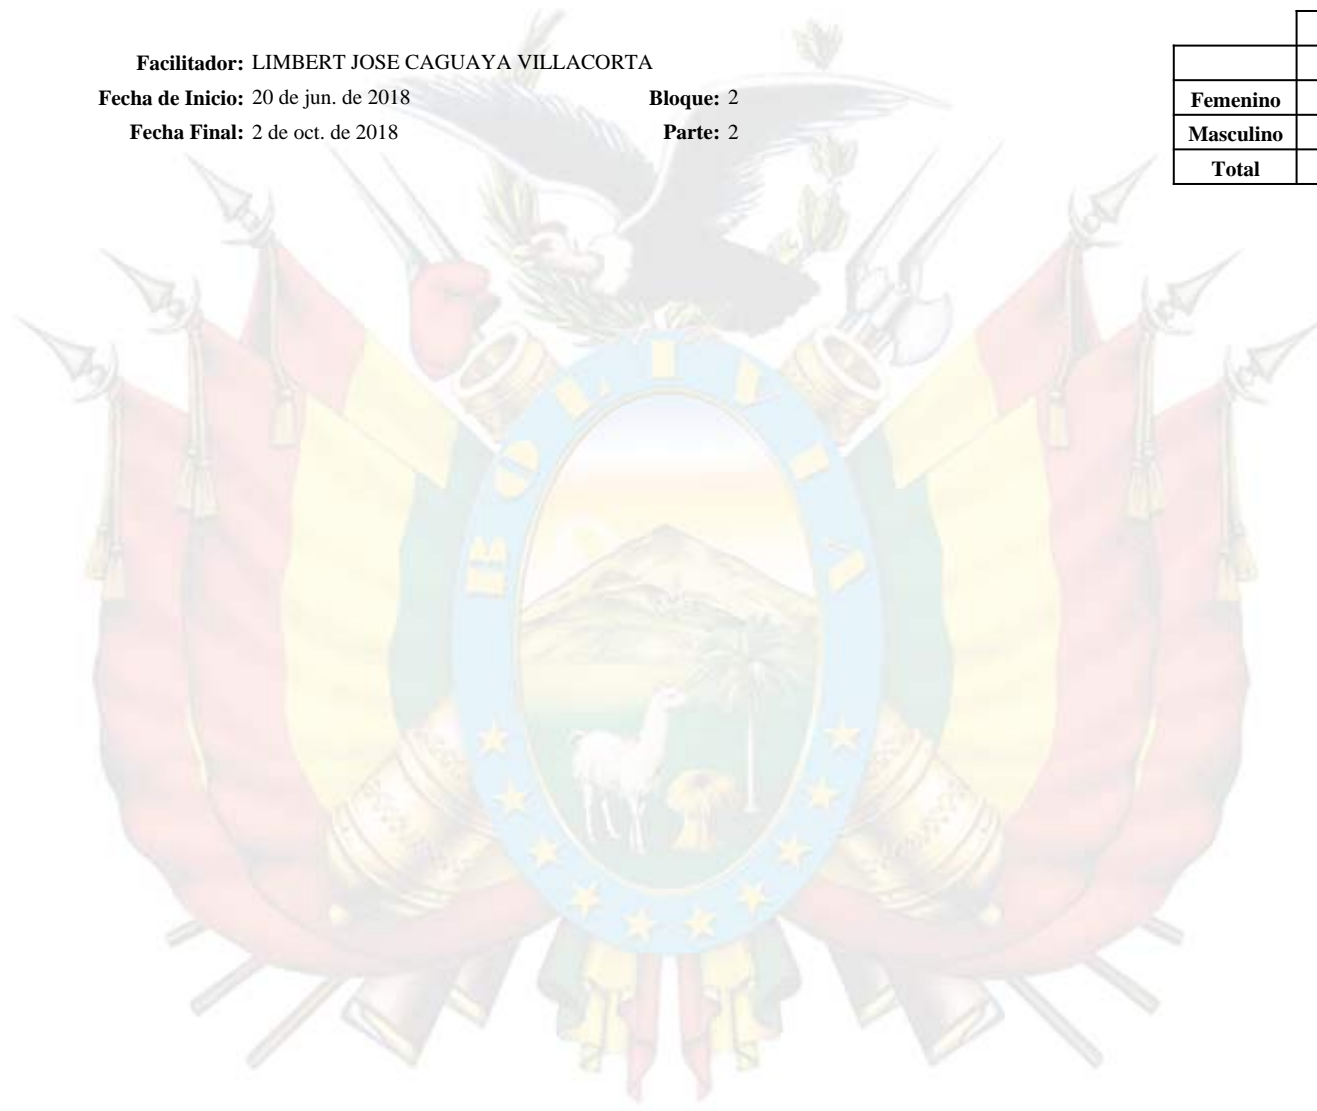 Facilitador: LIMBERT JOSE CAGUAYA VILLACORTA
Fecha de Inicio: 20 de jun. de 2018 Bloque: 2
Fecha Final: 2 de oct. de 2018 Parte: 2
Femenino
Masculino
Total
BOLIVIA